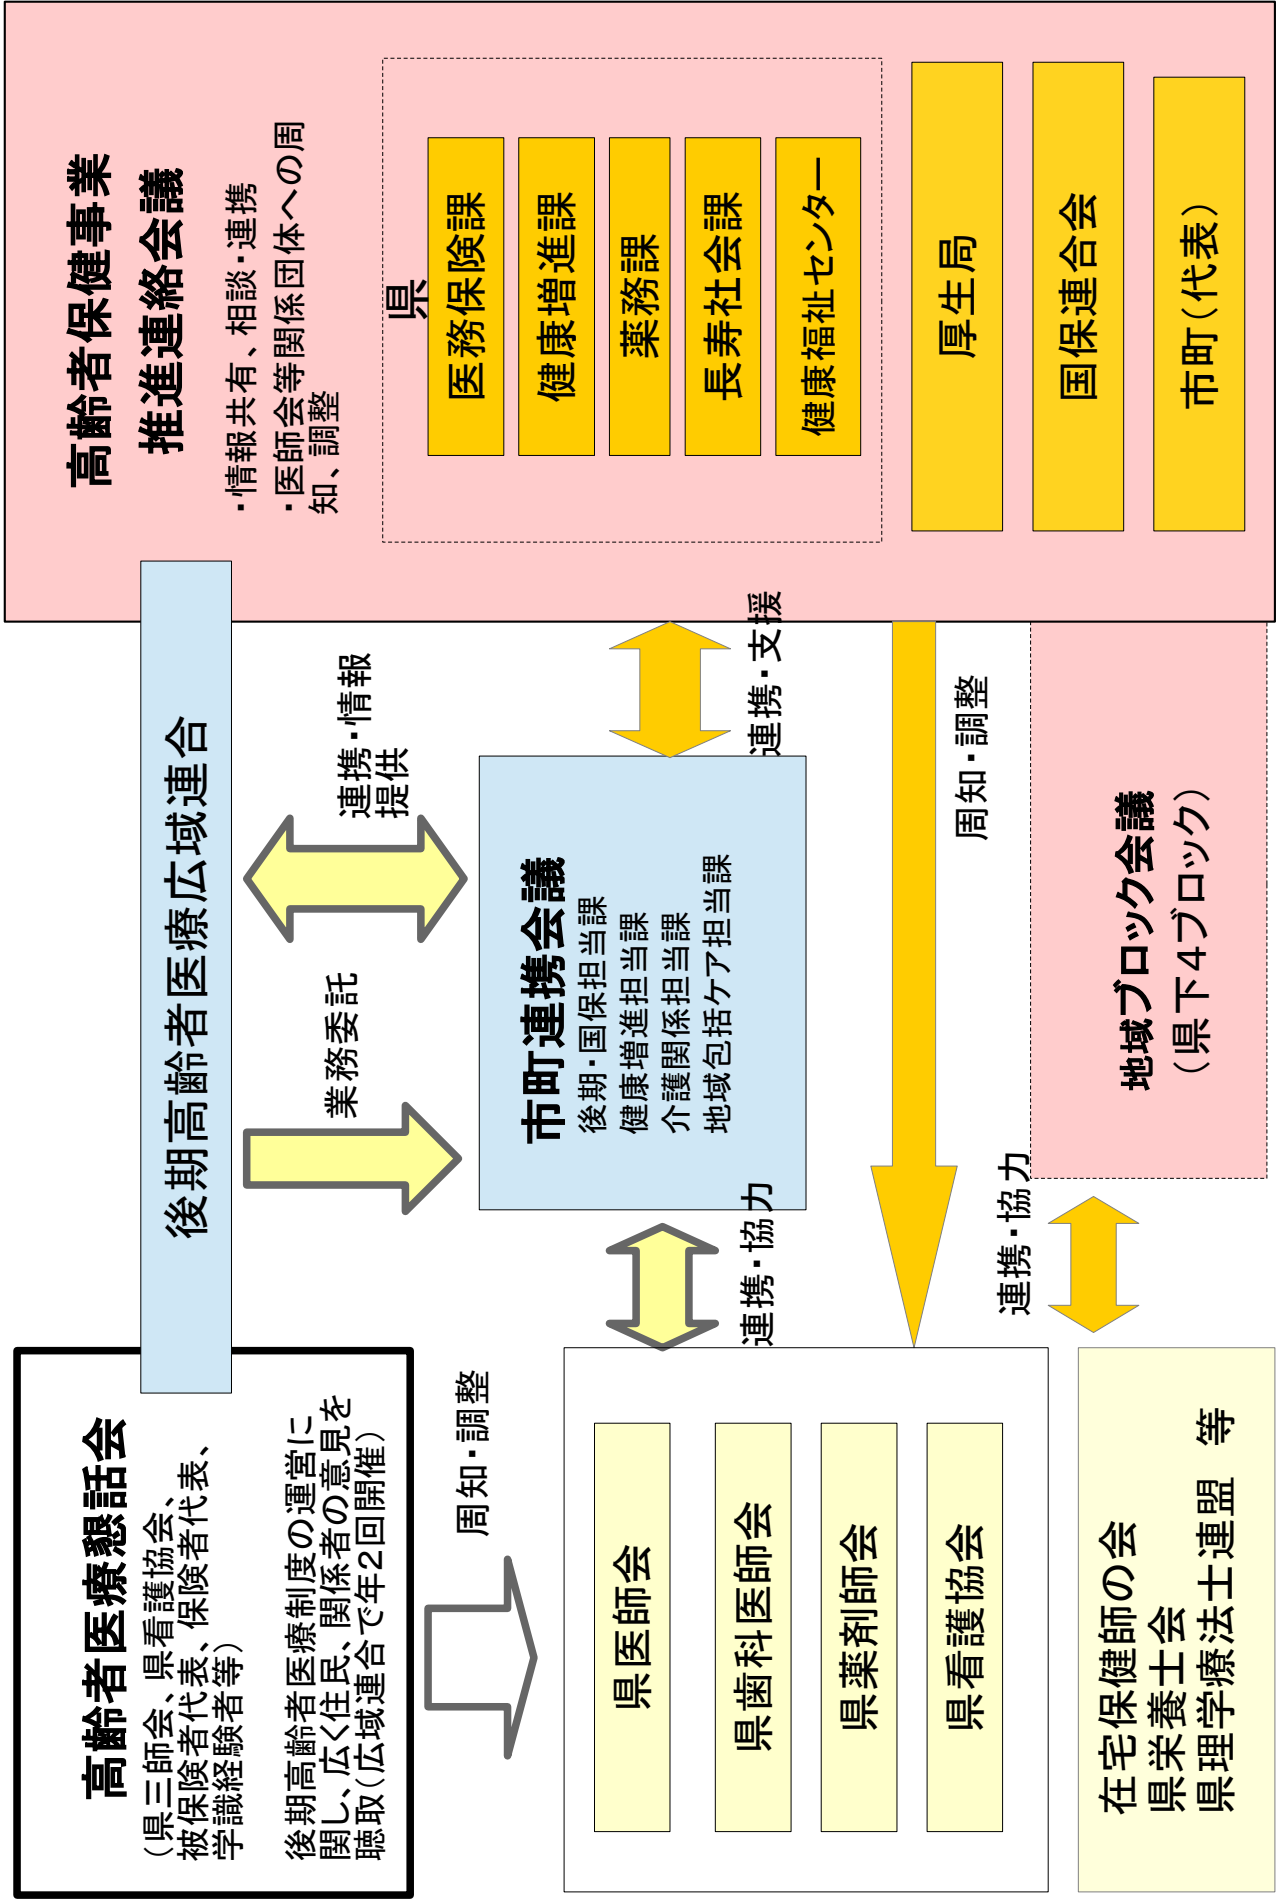 高齢者医療懇話会
（県三師会、県看護協会、
被保険者代表、保険者代表、
学識経験者等）
後期高齢者医療制度の運営に
関し、広く住民、関係者の意見を
聴取（広域連合で年２回開催）
後期高齢者医療広域連合
高齢者保健事業
推進連絡会議
・情報共有、相談・連携
・医師会等関係団体への周
知、調整
県
医務保険課
健康増進課
薬務課
長寿社会課
健康福祉センター
厚生局
国保連合会
市町（代表）
業務委託
連携・情報
提供
周知・調整
市町連携会議
後期・国保担当課
健康増進担当課
介護関係担当課
地域包括ケア担当課
連携・支援
連携・協力
周知・調整
県医師会
県歯科医師会
県薬剤師会
県看護協会
連携・協力
地域ブロック会議
（県下４ブロック）
在宅保健師の会
県栄養士会
県理学療法士連盟　等